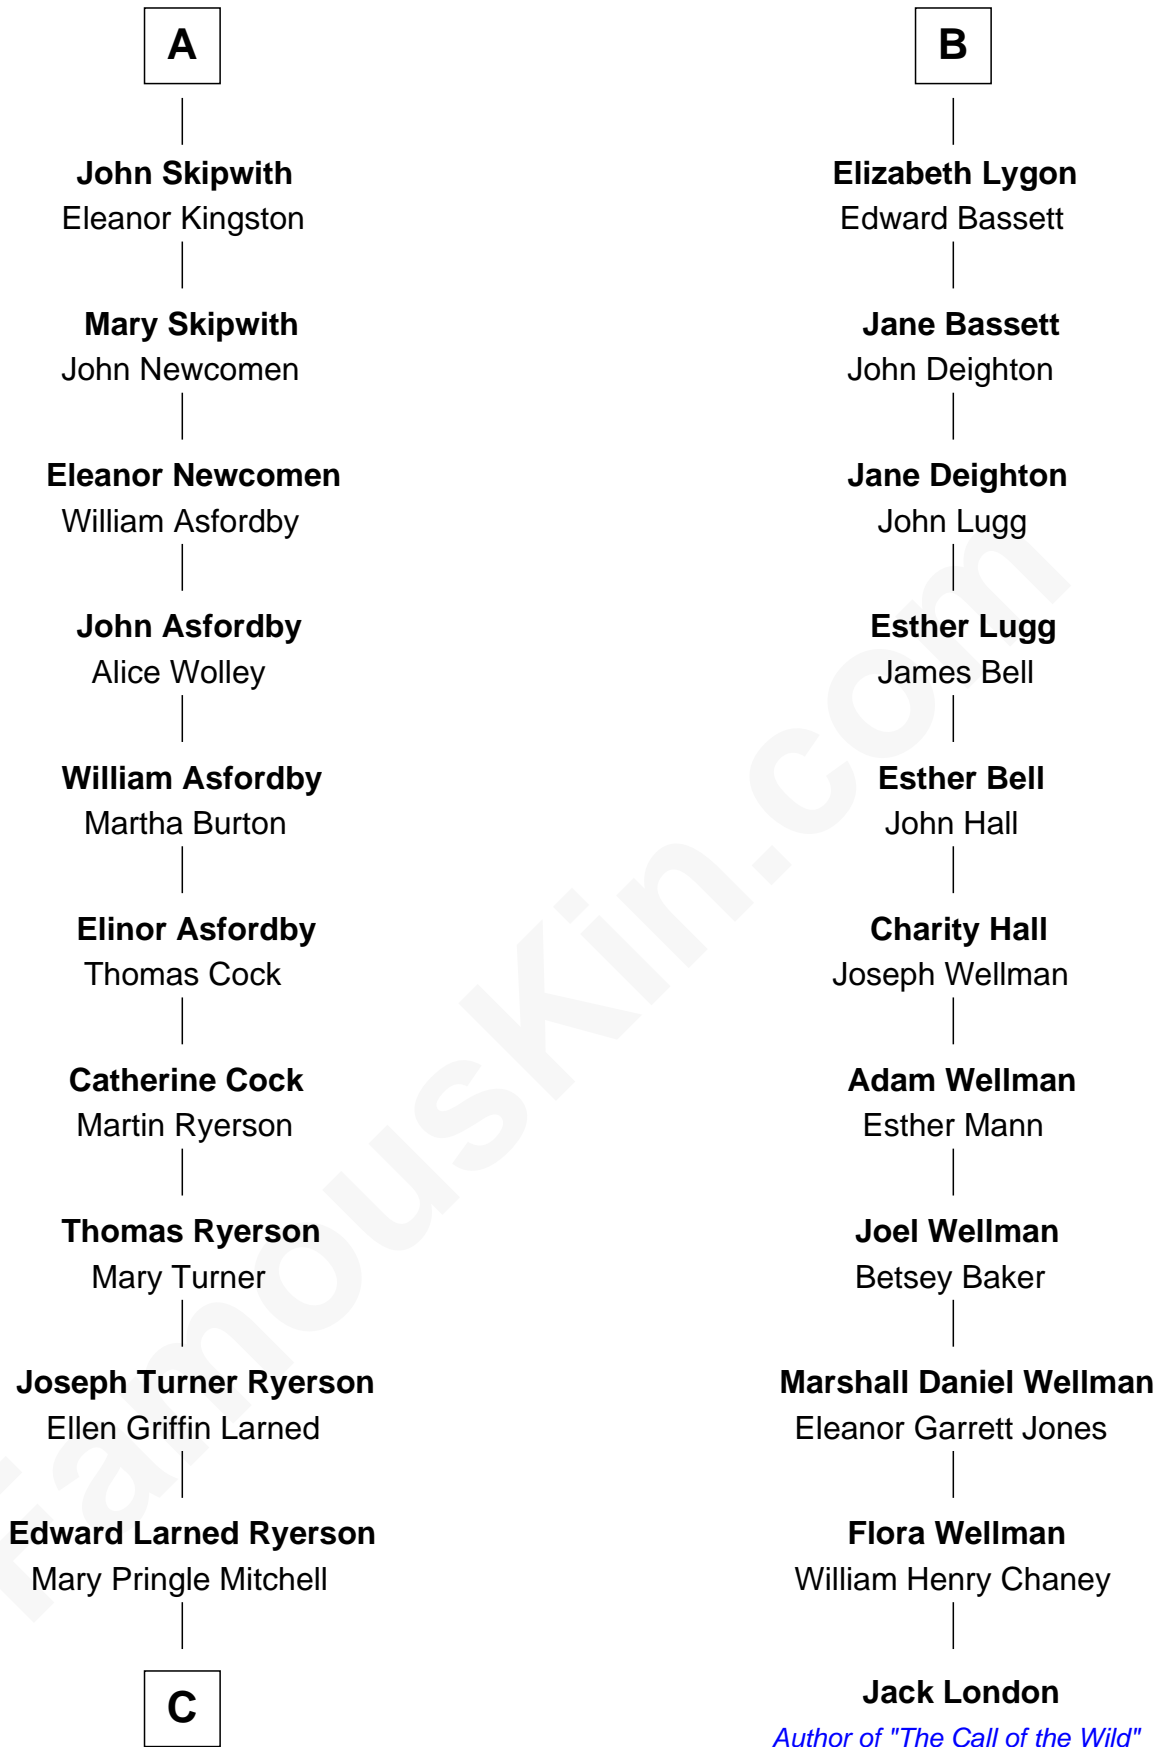 A
John Skipwith
Eleanor Kingston
Mary Skipwith
John Newcomen
Eleanor Newcomen
William Asfordby
John Asfordby
Alice Wolley
William Asfordby
Martha Burton
Elinor Asfordby
Thomas Cock
Catherine Cock
Martin Ryerson
Thomas Ryerson
Mary Turner
Joseph Turner Ryerson
Ellen Griffin Larned
Edward Larned Ryerson
Mary Pringle Mitchell
C
B
Elizabeth Lygon
Edward Bassett
Jane Bassett
John Deighton
Jane Deighton
John Lugg
Esther Lugg
James Bell
Esther Bell
John Hall
Charity Hall
Joseph Wellman
Adam Wellman
Esther Mann
Joel Wellman
Betsey Baker
Marshall Daniel Wellman
Eleanor Garrett Jones
Flora Wellman
William Henry Chaney
Jack London
Author of "The Call of the Wild"
FamousKin.com